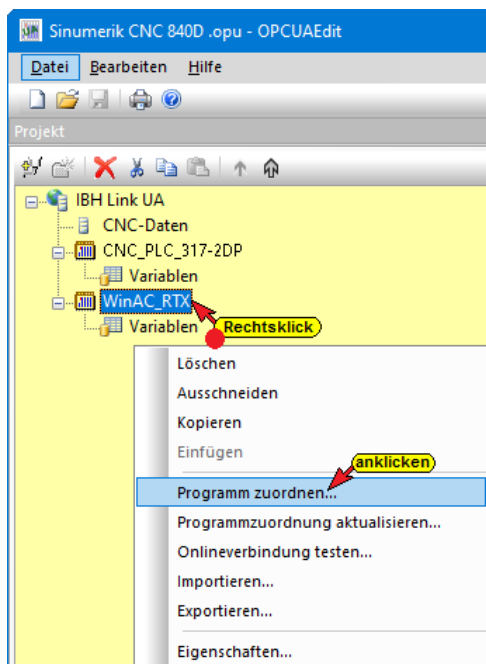 Sinumerik CNC 840D .opu - OPCUAEdit
Datei Bearbeiten Hilfe
Projekt
IBH Link UA
CNC-Daten
CNC_PLC_317-2DP
Variablen
WinAC_RTX
Variablen Rechtsklick
Löschen
Ausschneiden
Kopieren
Einfügen
anklicken
Programm zuordnen...
Programmzuordnung aktualisieren...
Onlineverbindung testen...
Importieren...
Exportieren...
Eigenschaften...